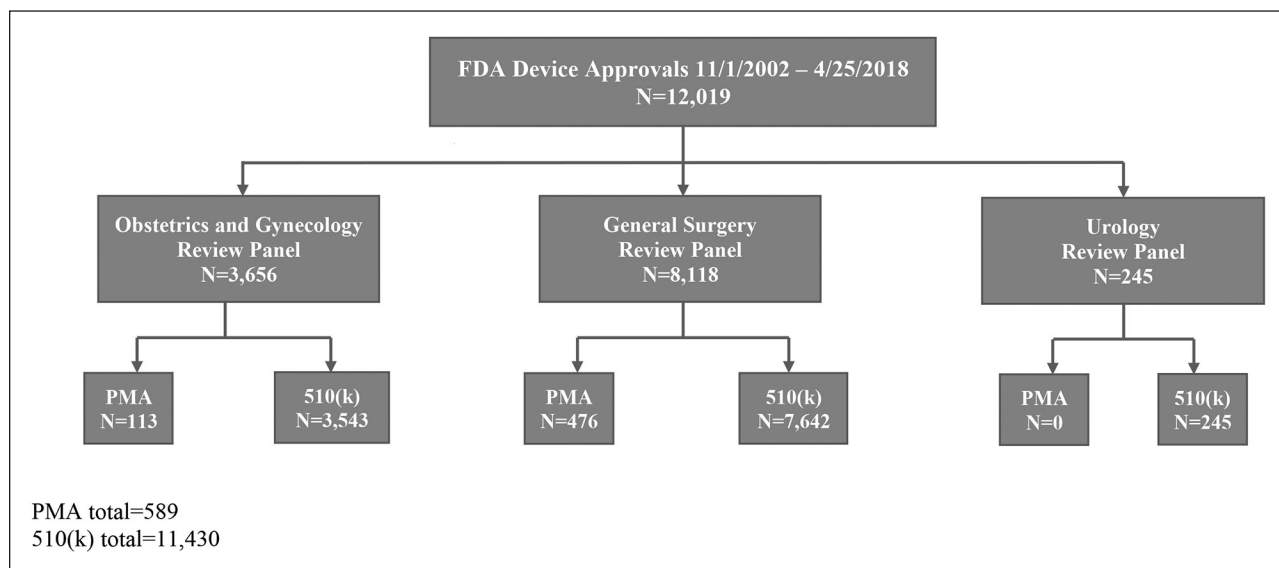 FDA Device Approvals 11/1/2002 – 4/25/2018
N=12,019
Obstetrics and Gynecology
Review Panel
N=3,656
General Surgery
Review Panel
N=8,118
Urology
Review Panel
N=245
PMA
N=113
510(k)
N=3,543
PMA
N=476
510(k)
N=7,642
PMA
N=0
510(k)
N=245
PMA total=589
510(k) total=11,430